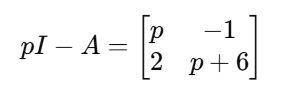 pI − A = [p −1
2 p + 6]